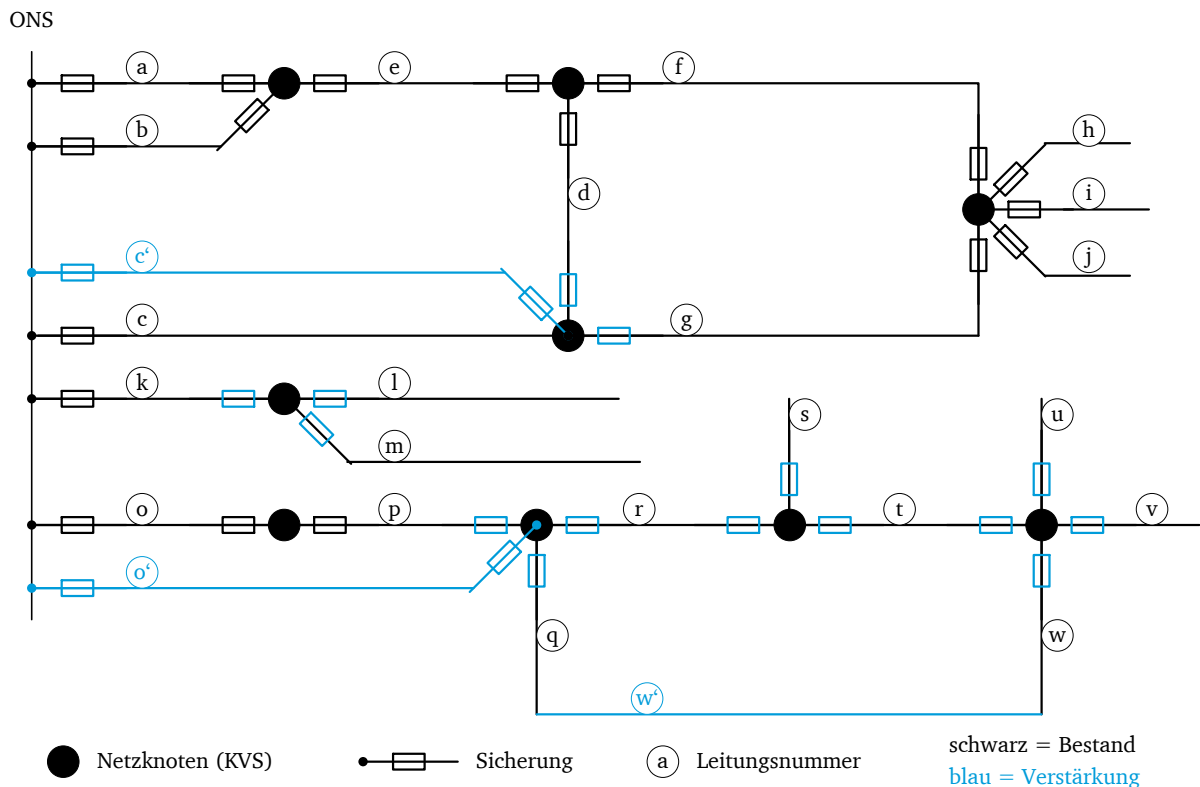 ONS
a
e
f
b
h
d
i
c‘
j
c
g
k
l
s
u
m
o
p
r
t
v
o‘
q
w
w‘
schwarz = Bestand
Netzknoten (KVS)
Sicherung
a
Leitungsnummer
blau = Verstärkung